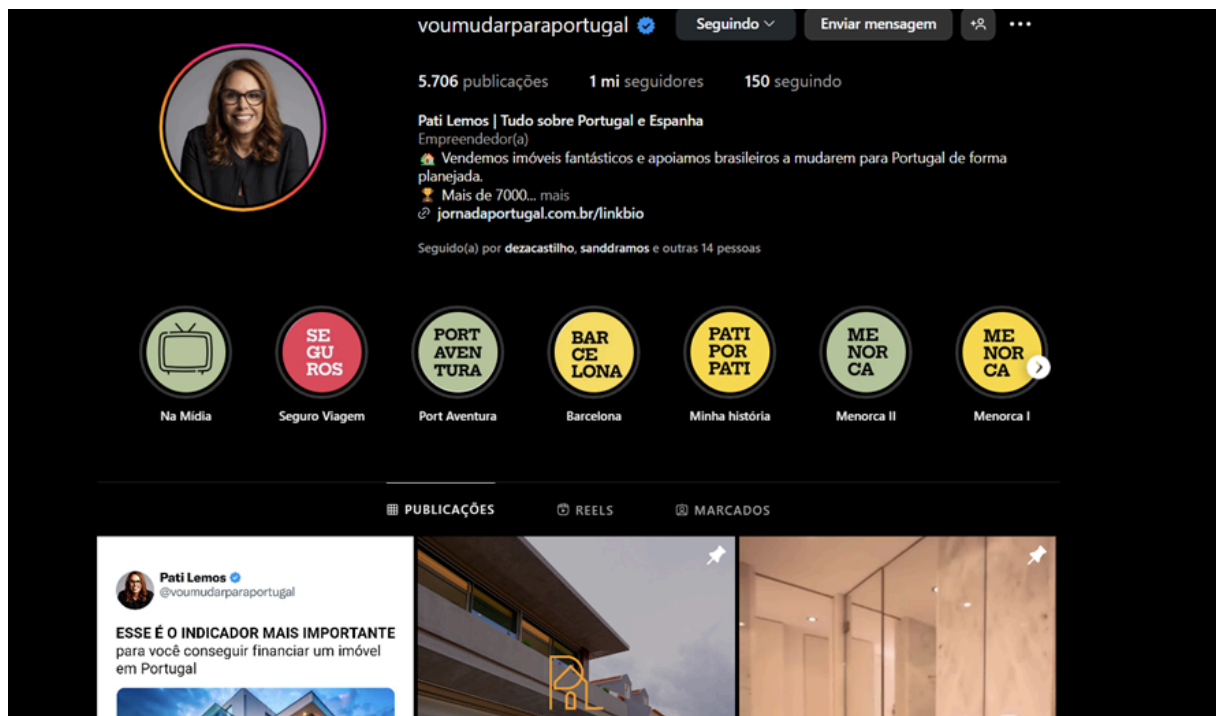 voumudarparaportugal Seguindo Enviar mensagem
5.706 publicações 1 mi seguidores 150 seguindo
Pati Lemos | Tudo sobre Portugal e Espanha
Empreendedor(a)
🏡 Vendemos imóveis fantásticos e apoiamos brasileiros a mudarem para Portugal de forma
planejada.
🏆 Mais de 7000... mais
jornadaportugal.com.br/linkbio
Seguido(a) por dezacastilho, sanddramos e outras 14 pessoas
SE
GU
ROS
PORT
AVEN
TURA
BAR
CE
LONA
PATI
POR
PATI
ME
NOR
CA
ME
NOR
CA
Na Mídia Seguro Viagem Port Aventura Barcelona Minha história Menorca II Menorca I
PUBLICAÇÕES REELS MARCADOS
Pati Lemos
@voumudarparaportugal
ESSE É O INDICADOR MAIS IMPORTANTE
para você conseguir financiar um imóvel
em Portugal